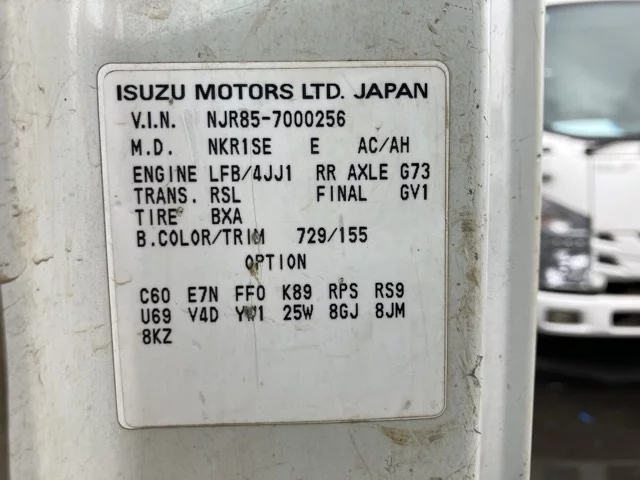 ISUZU MOTORS LTD. JAPAN
V.I.N. NJR85-7000256
M.D. NKR1SE E AC/AH
ENGINE LFB/4JJ1 RR AXLE G73
TRANS. RSL FINAL GV1
TIRE BXA
B.COLOR/TRIM 729/155
OPTION
C60 E7N FF0 K89 RPS RS9
U69 V4D YW1 25W 8GJ 8JM
8KZ